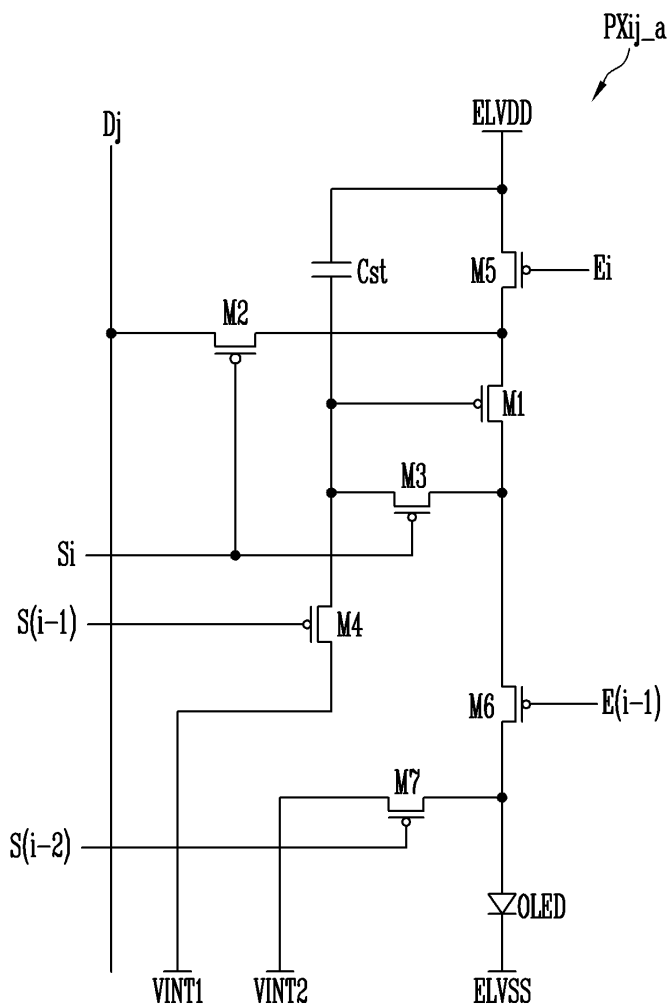 PXij_a
Dj
ELVDD
Cst
M5
Ei
M2
M1
M3
Si
S(i-1)
M4
M6
E(i-1)
M7
S(i-2)
OLED
VINT1
VINT2
ELVSS